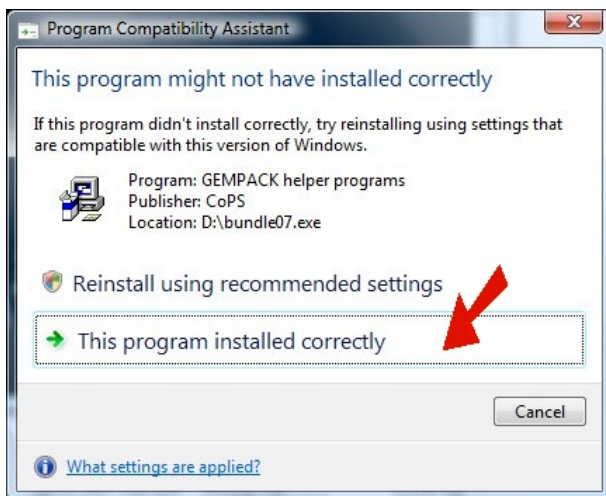 Program Compatibility Assistant
This program might not have installed correctly
If this program didn't install correctly, try reinstalling using settings that
are compatible with this version of Windows.
Program: GEMPACK helper programs
Publisher: CoPS
Location: D:\bundle07.exe
Reinstall using recommended settings
This program installed correctly
Cancel
What settings are applied?